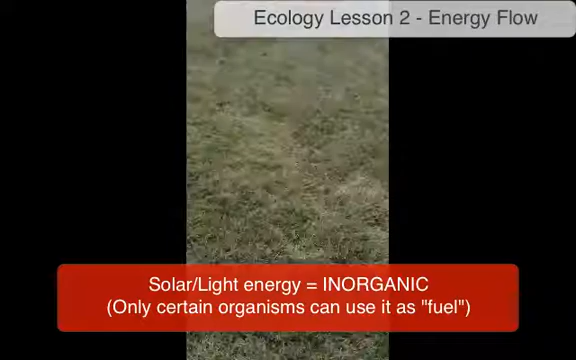 Ecology Lesson 2 - Energy Flow
Solar/Light energy = INORGANIC
(Only certain organisms can use it as "fuel")